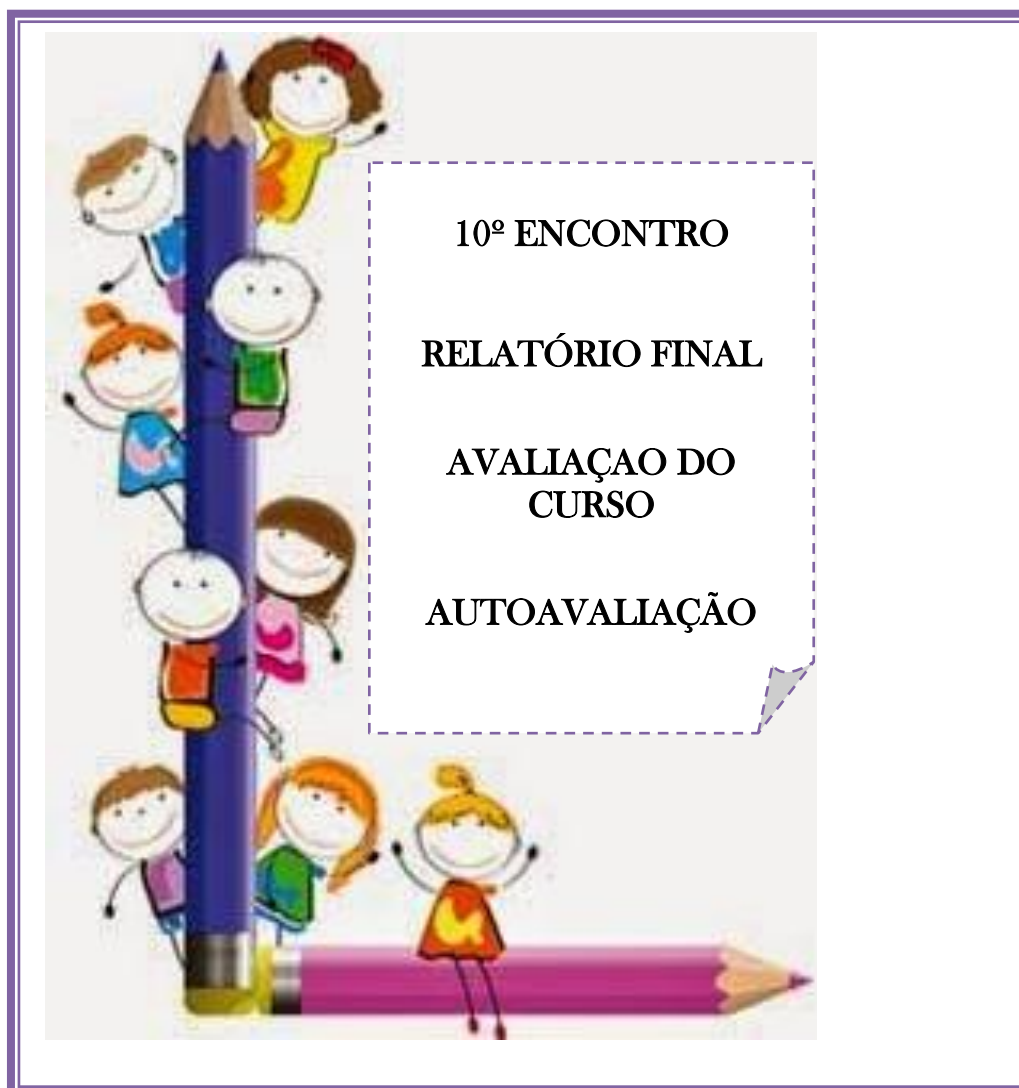 10º ENCONTRO
RELATÓRIO FINAL
AVALIAÇAO DO
CURSO
AUTOAVALIAÇÃO